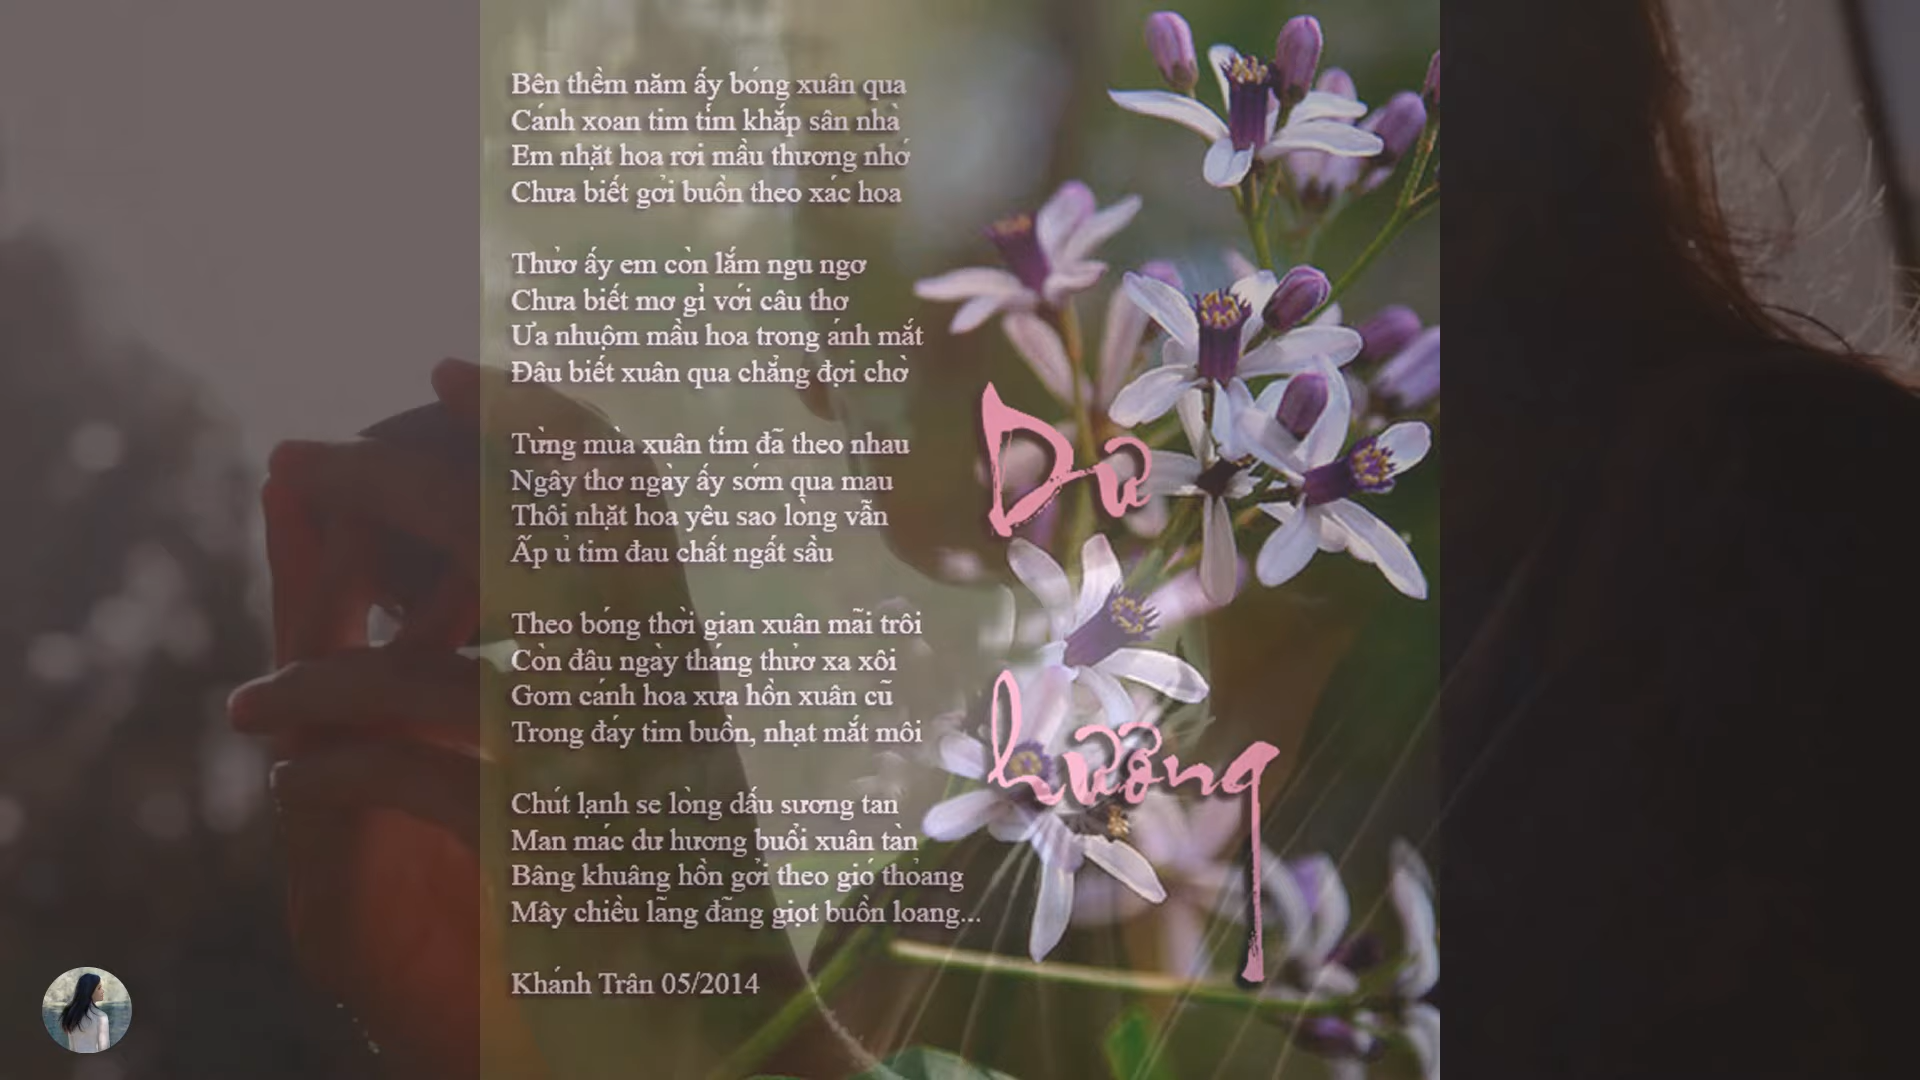 Bên thềm năm ấy bóng xuân qua
Cánh xoan tim tím khắp sân nhà
Em nhặt hoa rơi mầu thương nhớ
Chưa biết gởi buồn theo xác hoa
Thuở ấy em còn lắm ngu ngơ
Chưa biết mơ gì với câu thơ
Ưa nhuộm mầu hoa trong ánh mắt
Đâu biết xuân qua chẳng đợi chờ
Từng mùa xuân tím đã theo nhau
Ngây thơ ngày ấy sớm qua mau
Thôi nhặt hoa yêu sao lòng vẫn
Ấp ủ tim đau chất ngất sầu
Theo bóng thời gian xuân mãi trôi
Còn đâu ngày tháng thuở xa xôi
Gom cánh hoa xưa hồn xuân cũ
Trong đáy tim buồn, nhạt mắt môi
Chút lạnh se lòng dấu sương tan
Man mác dư hương buổi xuân tàn
Bâng khuâng hồn gởi theo gió thoảng
Mây chiều lãng đãng giọt buồn loang...
Khánh Trân 05/2014
Dư
hương